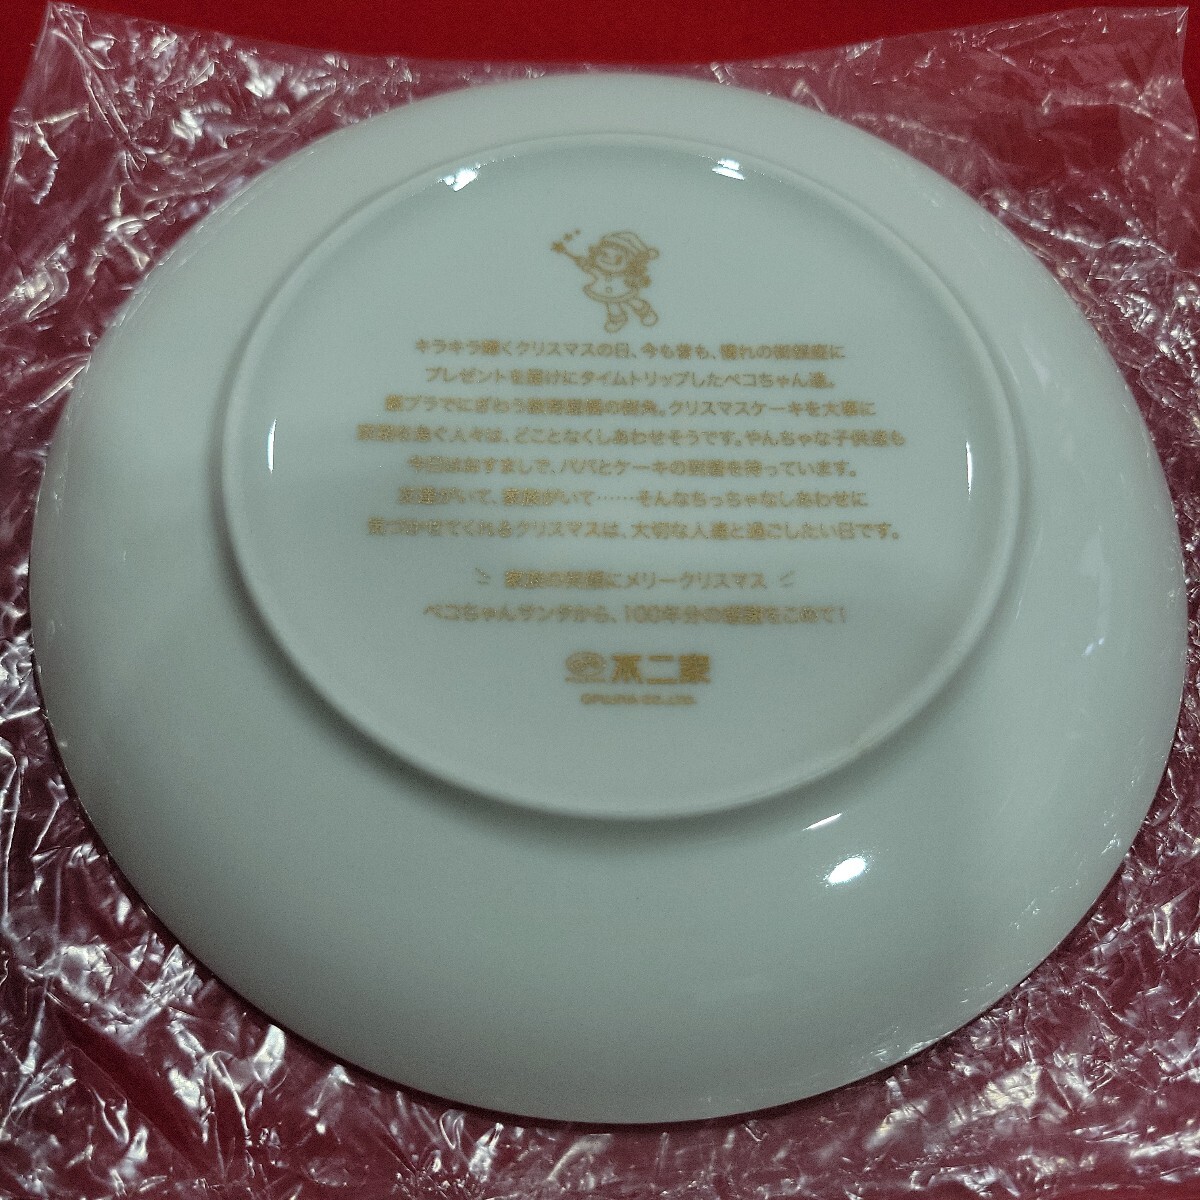 キラキラ輝くクリスマスの日、今も昔も、憧れの街銀座に
プレゼントを届けにタイムトリップしたペコちゃん達。
銀ブラでにぎわう数寄屋橋の街角。クリスマスケーキを大事に
家路を急ぐ人々は、どことなくしあわせそうです。やんちゃな子供達も
今日はおすましで、パパとケーキの到着を待っています。
友達がいて、家族がいて……そんなちっちゃなしあわせに
気づかせてくれるクリスマスは、大切な人達と過ごしたい日です。
家族の笑顔にメリークリスマス
ペコちゃんサンタから、100年分の感謝をこめて！
不二家
©FUJIYA CO.,LTD.